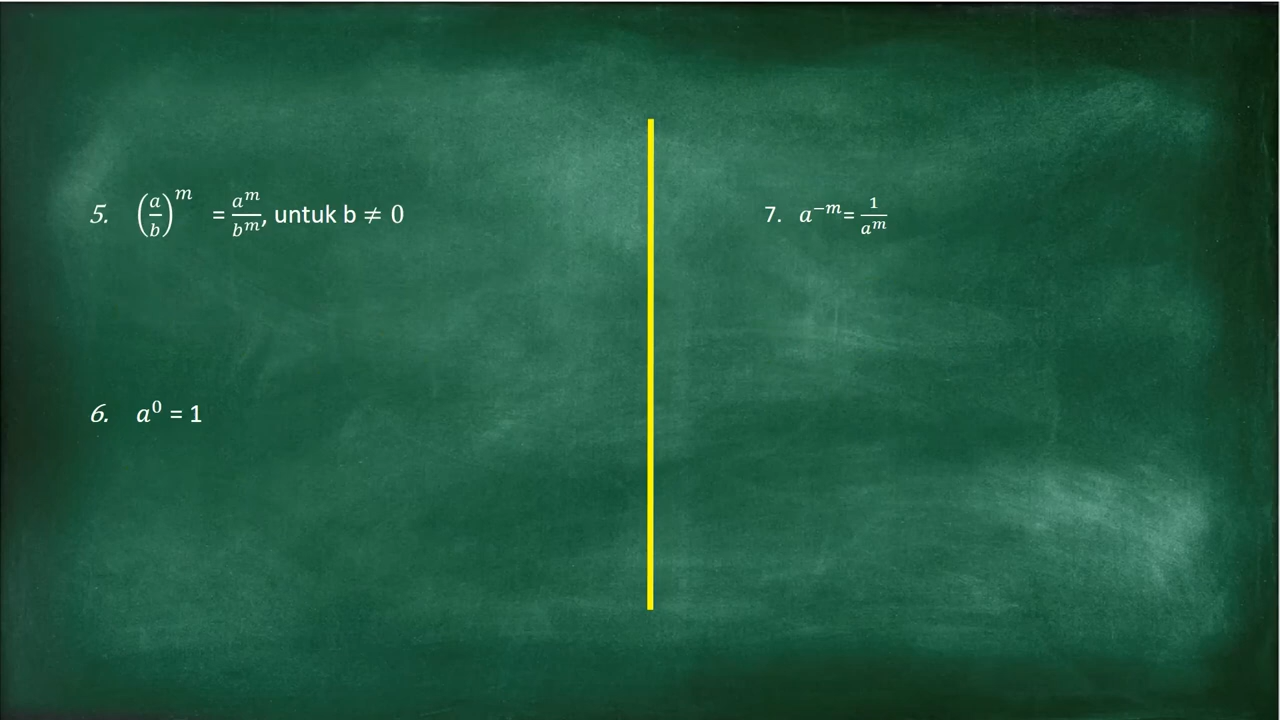 5. (a/b)^m = a^m/b^m, untuk b ≠ 0
6. a^0 = 1
7. a^−m = 1/a^m